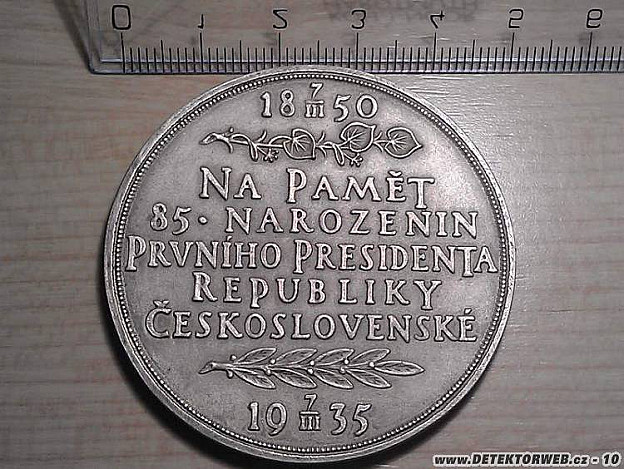 0 1 2 3 4 5 6
18 7/III 50
NA PAMĚT
85. NAROZENIN
PRVNÍHO PRESIDENTA
REPUBLIKY
ČESKOSLOVENSKÉ
19 7/III 35
www.DETEKTORWEB.cz - 10